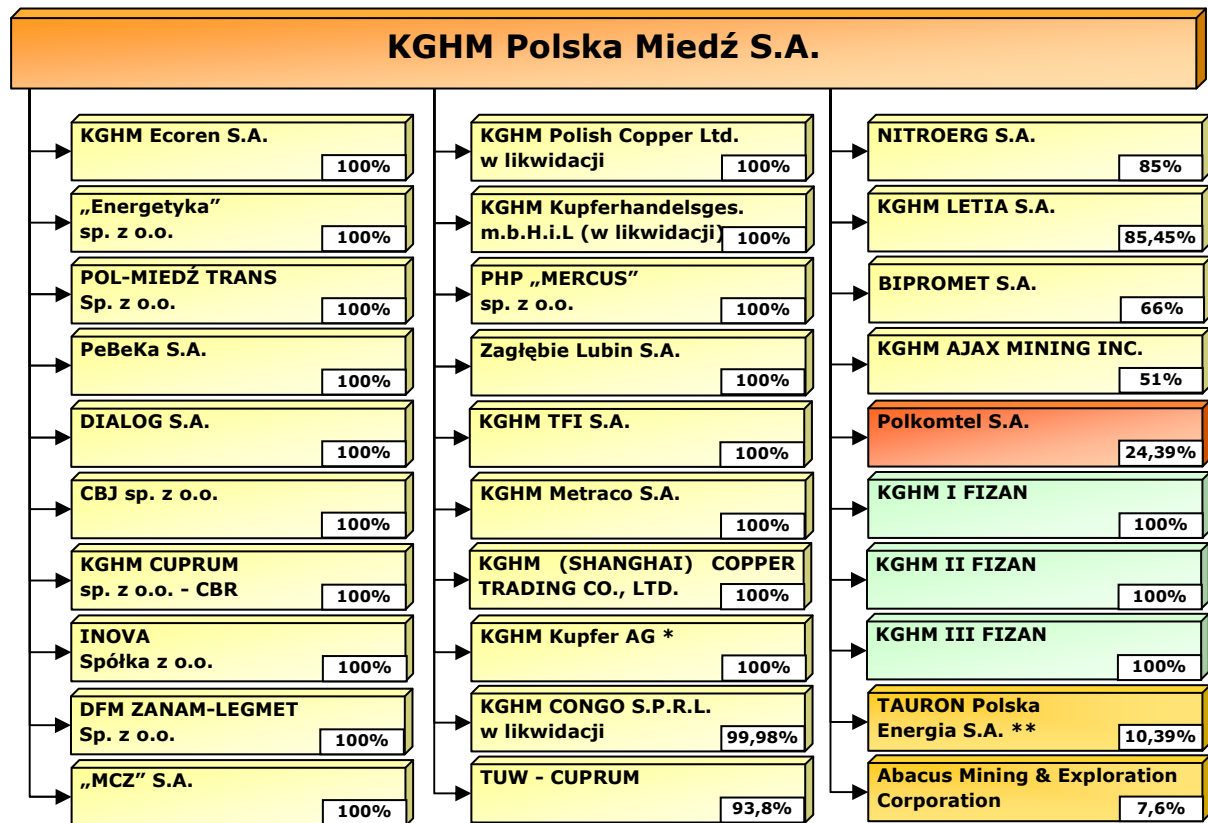 KGHM Polska Miedź S.A.
KGHM Ecoren S.A.
100%
„Energetyka”
sp. z o.o.
100%
POL-MIEDŹ TRANS
Sp. z o.o.
100%
PeBeKa S.A.
100%
DIALOG S.A.
100%
CBJ sp. z o.o.
100%
KGHM CUPRUM
sp. z o.o. - CBR
100%
INOVA
Spółka z o.o.
100%
DFM ZANAM-LEGMET
Sp. z o.o.
100%
„MCZ” S.A.
100%
KGHM Polish Copper Ltd.
w likwidacji
100%
KGHM Kupferhandelsges.
m.b.H.i.L (w likwidacji)
100%
PHP „MERCUS”
sp. z o.o.
100%
Zagłębie Lubin S.A.
100%
KGHM TFI S.A.
100%
KGHM Metraco S.A.
100%
KGHM (SHANGHAI) COPPER
TRADING CO., LTD.
100%
KGHM Kupfer AG *
100%
KGHM CONGO S.P.R.L.
w likwidacji
99,98%
TUW - CUPRUM
93,8%
NITROERG S.A.
85%
KGHM LETIA S.A.
85,45%
BIPROMET S.A.
66%
KGHM AJAX MINING INC.
51%
Polkomtel S.A.
24,39%
KGHM I FIZAN
100%
KGHM II FIZAN
100%
KGHM III FIZAN
100%
TAURON Polska
Energia S.A. **
10,39%
Abacus Mining & Exploration
Corporation
7,6%